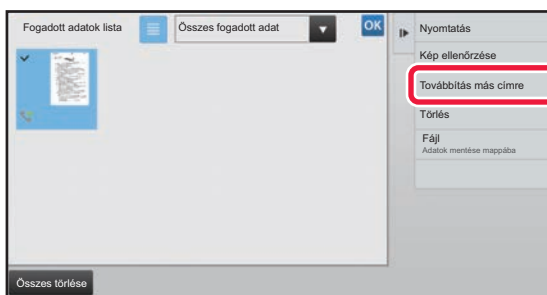 Fogadott adatok lista
Összes fogadott adat
OK
Nyomtatás
Kép ellenőrzése
Továbbítás más címre
Törlés
Fájl
Adatok mentése mappába
Összes törlése